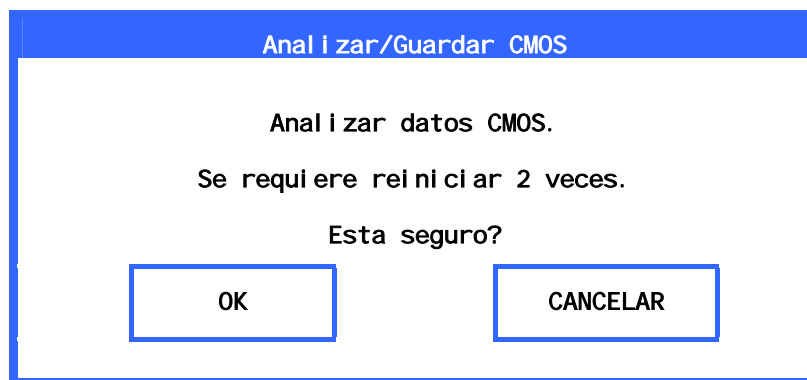 Analizar/Guardar CMOS
Analizar datos CMOS.
Se requiere reiniciar 2 veces.
Esta seguro?
OK
CANCELAR